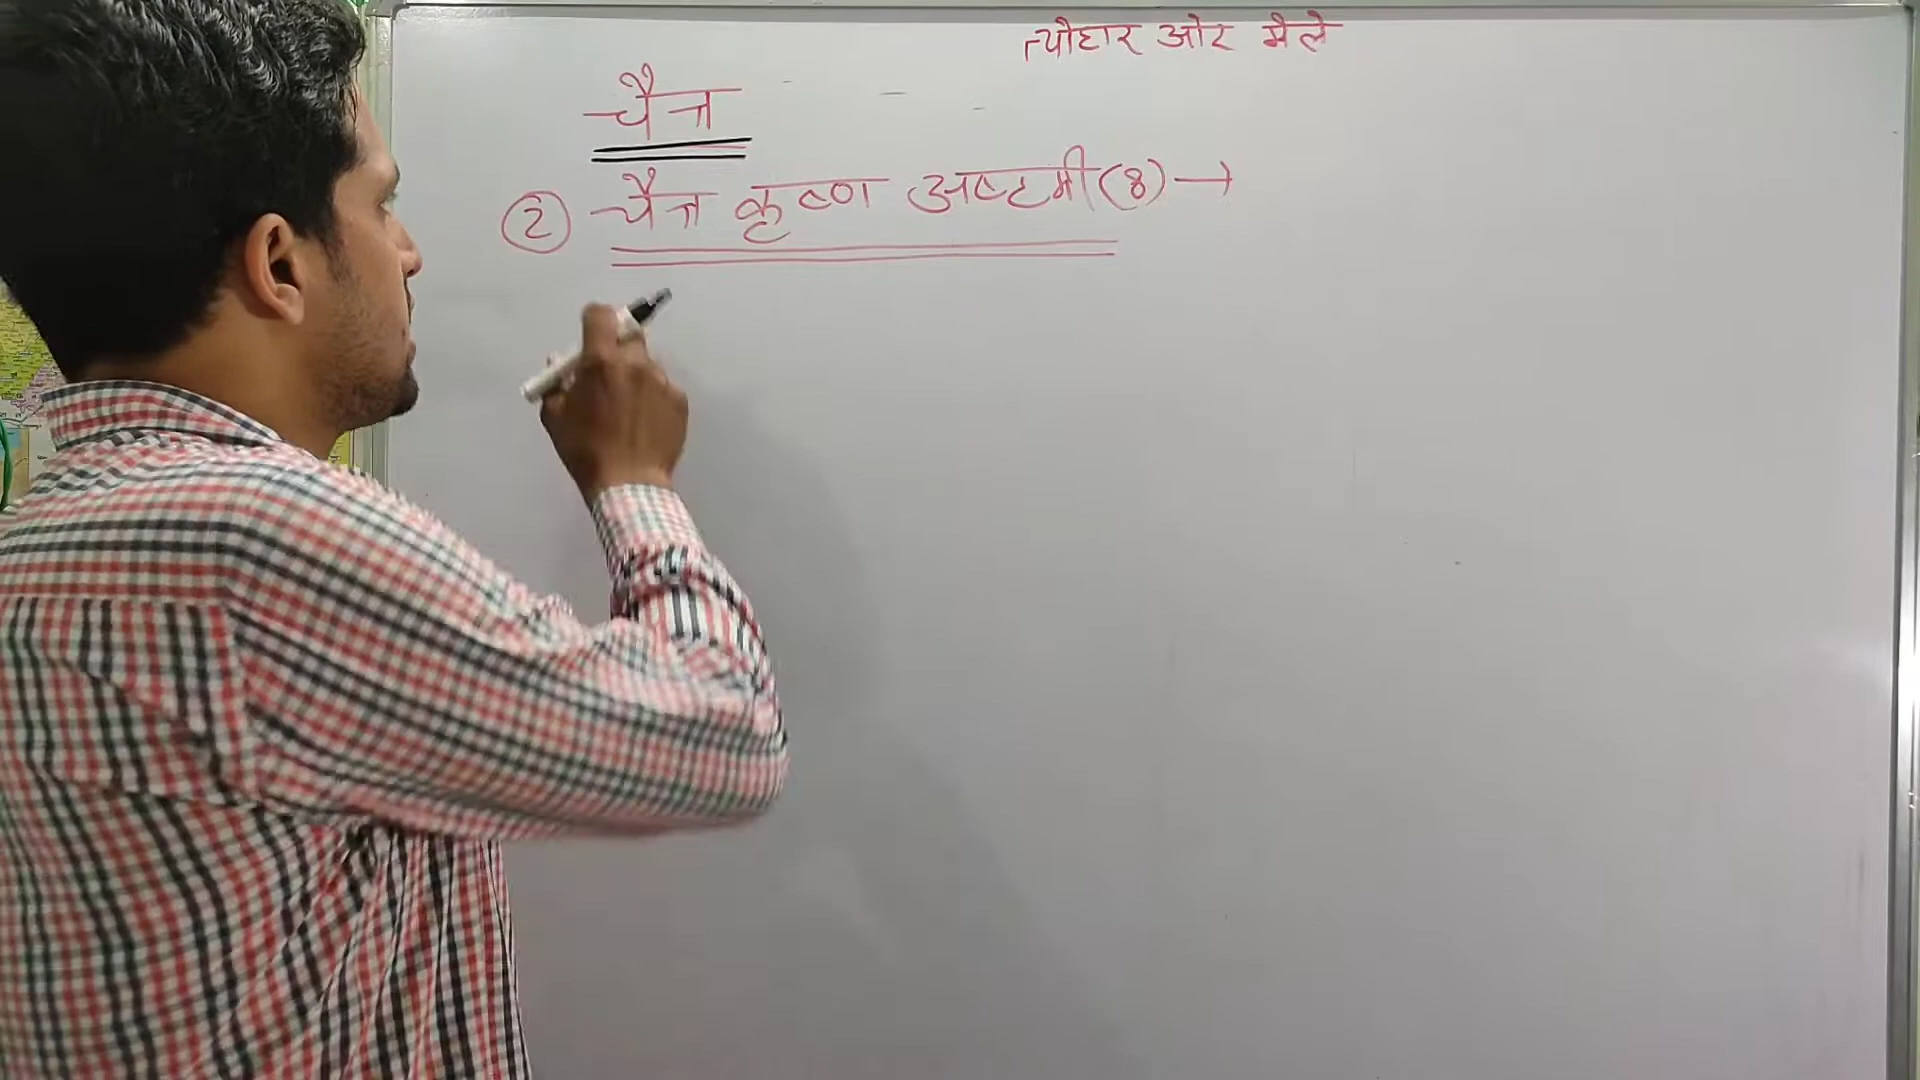 त्योहार ओर मेले
चैत्र
② चैत्र कृष्ण अष्टमी (8) →